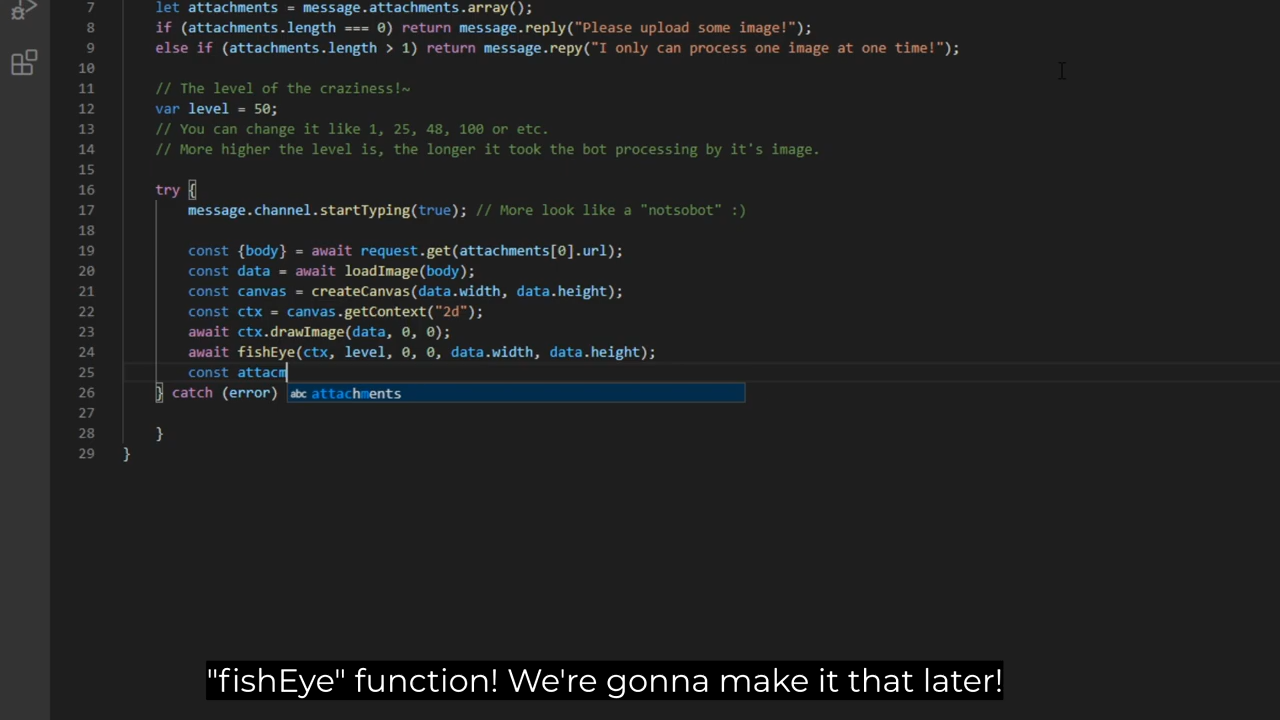 7 let attachments = message.attachments.array();
8 if (attachments.length === 0) return message.reply("Please upload some image!");
9 else if (attachments.length > 1) return message.repy("I only can process one image at one time!");
10
11 // The level of the craziness!~
12 var level = 50;
13 // You can change it like 1, 25, 48, 100 or etc.
14 // More higher the level is, the longer it took the bot processing by it's image.
15
16 try {
17 message.channel.startTyping(true); // More look like a "notsobot" :)
18
19 const {body} = await request.get(attachments[0].url);
20 const data = await loadImage(body);
21 const canvas = createCanvas(data.width, data.height);
22 const ctx = canvas.getContext("2d");
23 await ctx.drawImage(data, 0, 0);
24 await fishEye(ctx, level, 0, 0, data.width, data.height);
25 const attacm
26 } catch (error) abc attachments
27
28 }
29 }
"fishEye" function! We're gonna make it that later!